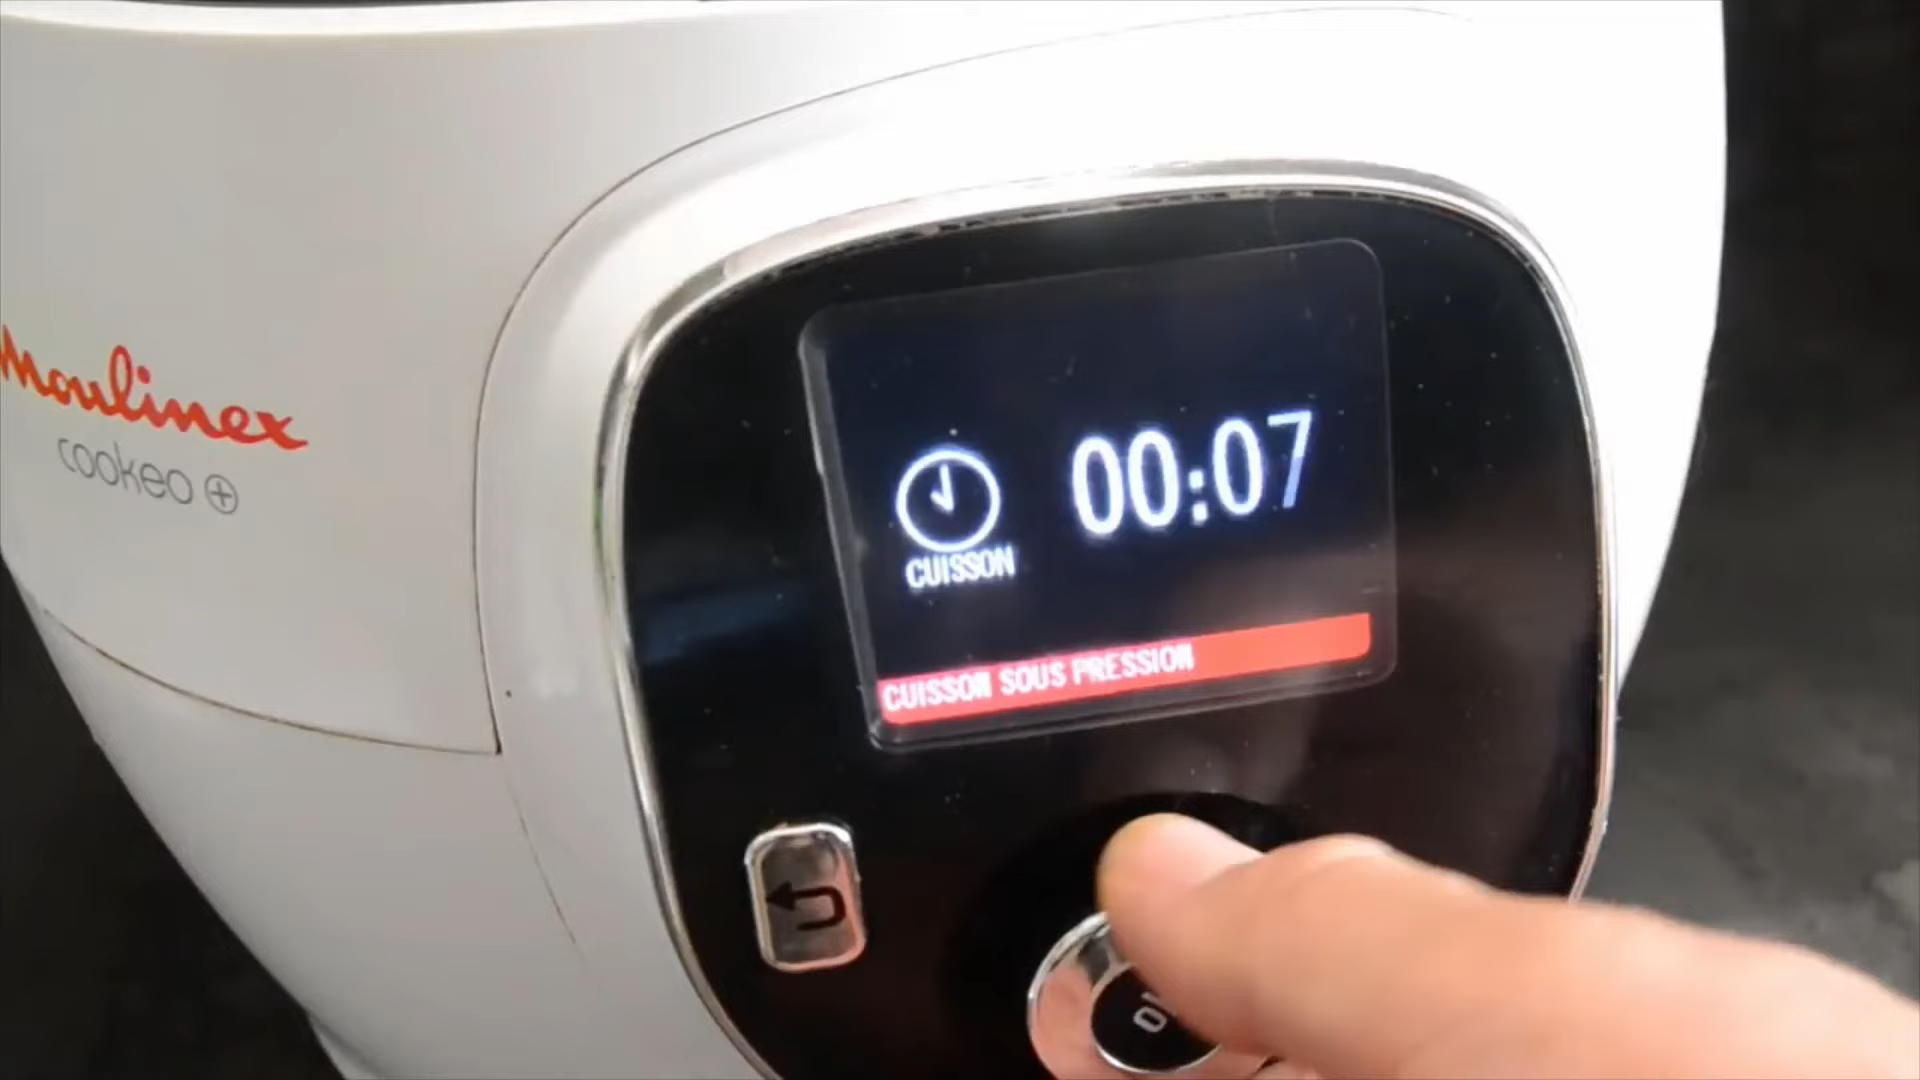 Moulinex
cookeo
00:07
CUISSON
CUISSON SOUS PRESSION